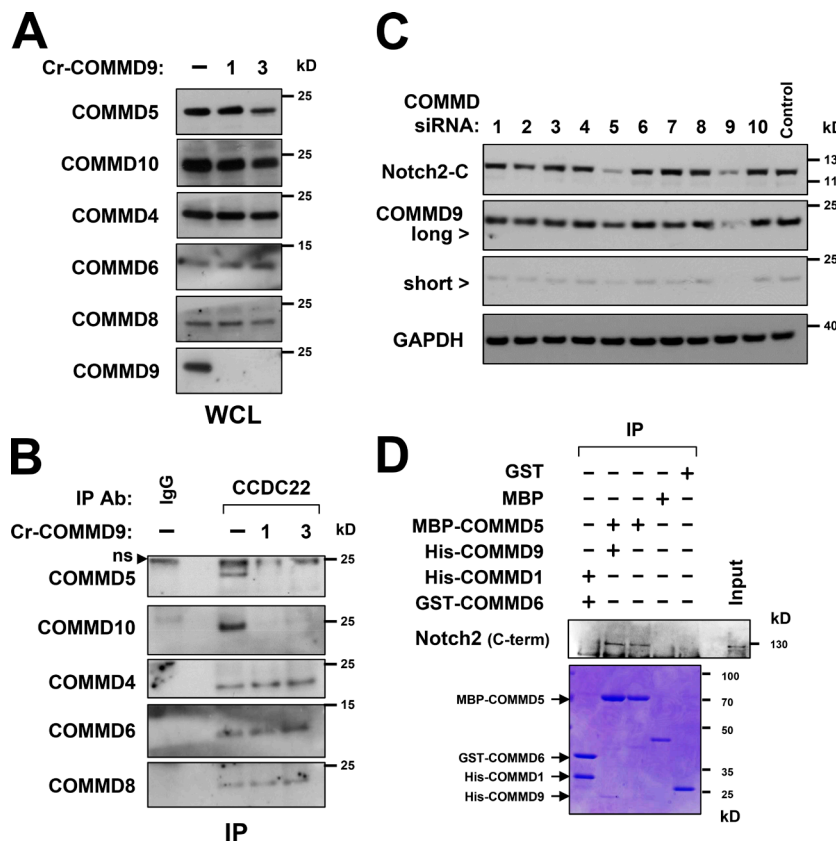 A
Cr-COMMD9: – 1 3 kD
COMMD5 25
COMMD10 25
COMMD4 25
COMMD6 15
COMMD8 25
COMMD9 25
WCL
B
IP Ab: IgG CCDC22
Cr-COMMD9: – – 1 3 kD
ns 25
COMMD5
COMMD10 25
COMMD4 25
COMMD6 15
COMMD8 25
IP
C
COMMD
siRNA: 1 2 3 4 5 6 7 8 9 10 Control
Notch2-C 13
11
COMMD9 25
long >
short > 25
GAPDH 40
D
IP
GST – – – – +
MBP – – – + –
MBP-COMMD5 – + + – –
His-COMMD9 – + – – –
His-COMMD1 + – – – –
GST-COMMD6 + – – – –
Input
kD
Notch2 (C-term) 130
100
MBP-COMMD5 70
50
GST-COMMD6
His-COMMD1 35
His-COMMD9 25
kD